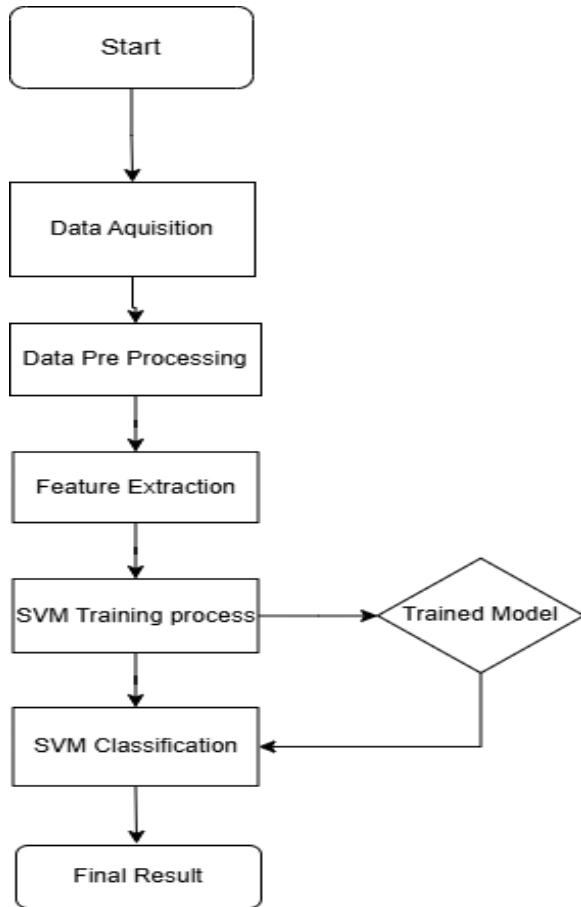 Start
Data Aquisition
Data Pre Processing
Feature Extraction
SVM Training process
Trained Model
SVM Classification
Final Result